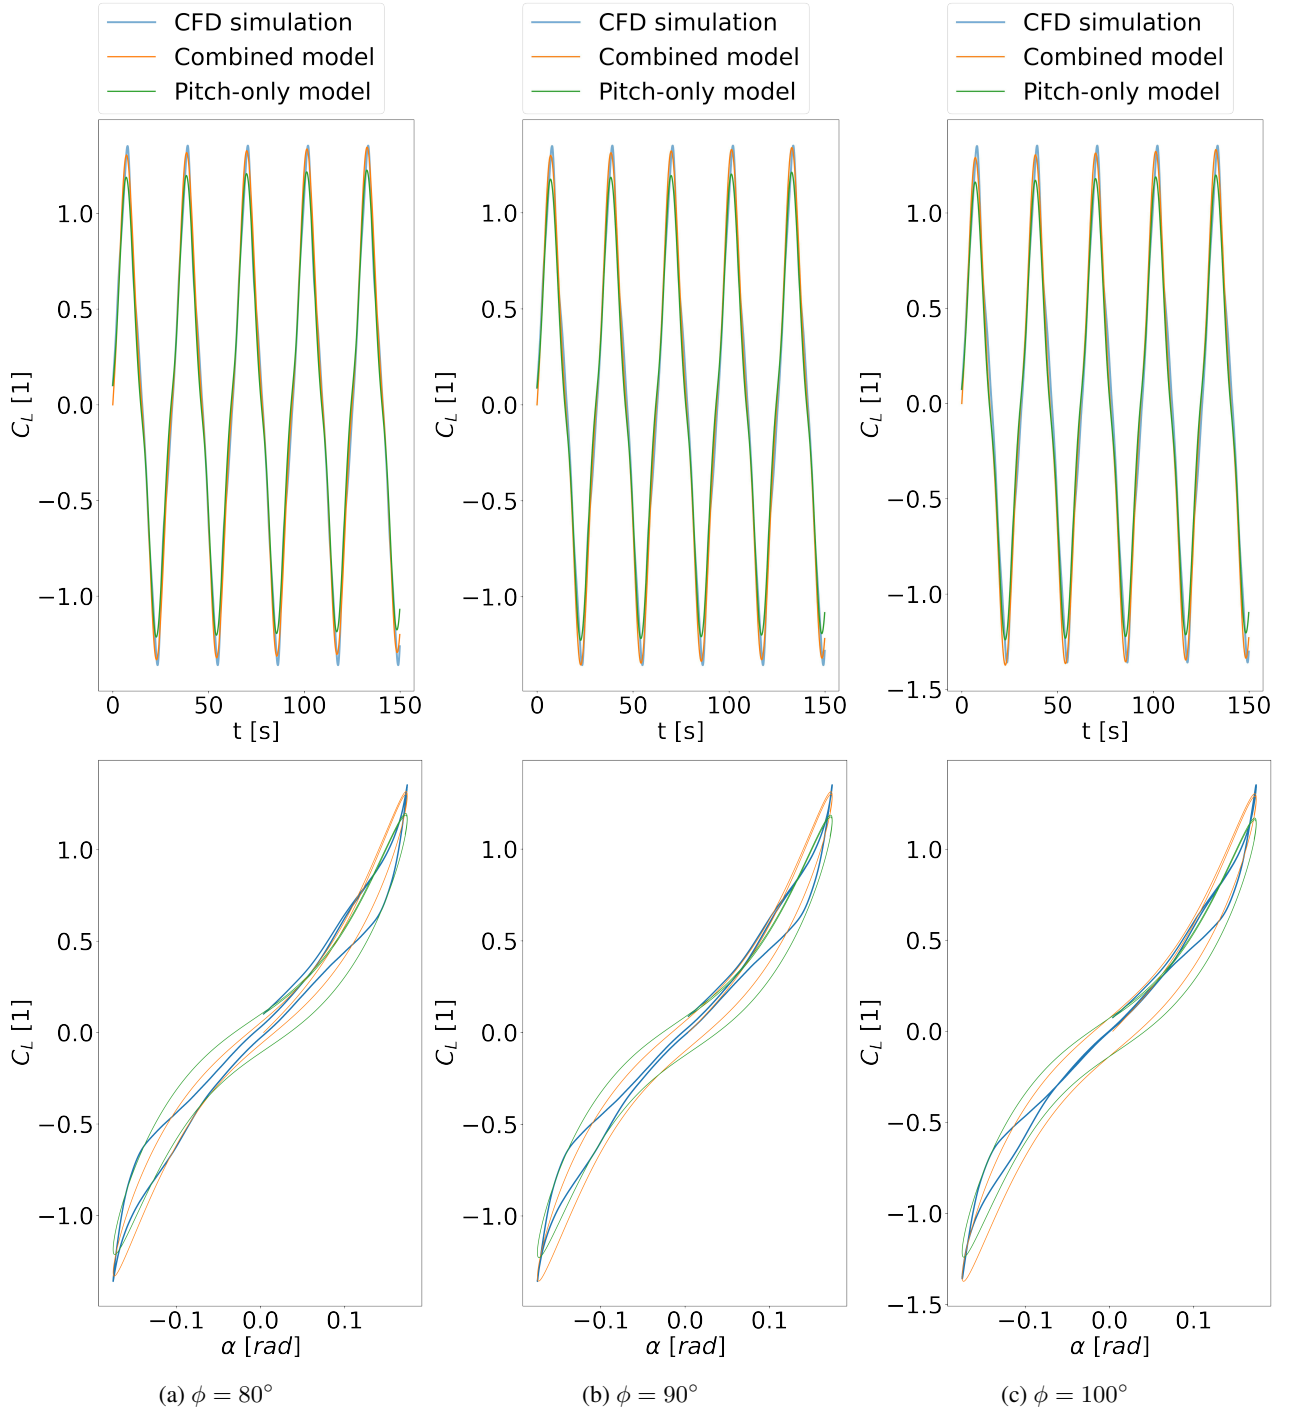 CFD simulation
Combined model
Pitch-only model
CFD simulation
Combined model
Pitch-only model
CFD simulation
Combined model
Pitch-only model
1.0
0.5
0.0
−0.5
−1.0
C_L [1]
0 50 100 150
t [s]
1.0
0.5
0.0
−0.5
−1.0
C_L [1]
0 50 100 150
t [s]
1.0
0.5
0.0
−0.5
−1.0
−1.5
C_L [1]
0 50 100 150
t [s]
1.0
0.5
0.0
−0.5
−1.0
C_L [1]
−0.1 0.0 0.1
α [rad]
1.0
0.5
0.0
−0.5
−1.0
C_L [1]
−0.1 0.0 0.1
α [rad]
1.0
0.5
0.0
−0.5
−1.0
−1.5
C_L [1]
−0.1 0.0 0.1
α [rad]
(a) ϕ = 80°
(b) ϕ = 90°
(c) ϕ = 100°